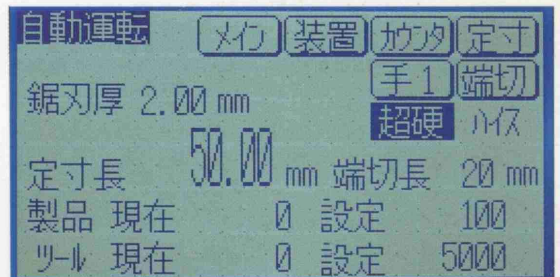 自動運転 メイン 装置 カウンタ 定寸
手1 端切
鋸刃厚 2.00 mm 超硬 ハイス
定寸長 50.00 mm 端切長 20 mm
製品 現在 0 設定 100
ツール 現在 0 設定 5000